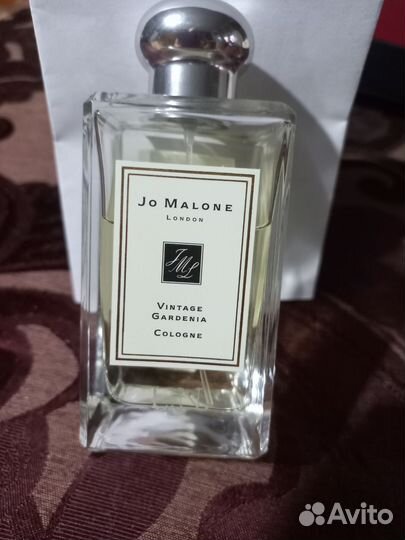 Jo Malone
London
JML
Vintage
Gardenia
Cologne
Avito